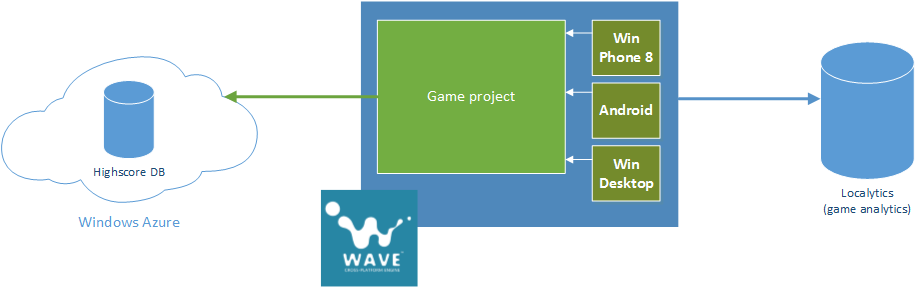 Win
Phone 8
Game project
Android
Highscore DB
Win
Desktop
Windows Azure
Localytics
(game analytics)
WAVE
CROSS-PLATFORM ENGINE